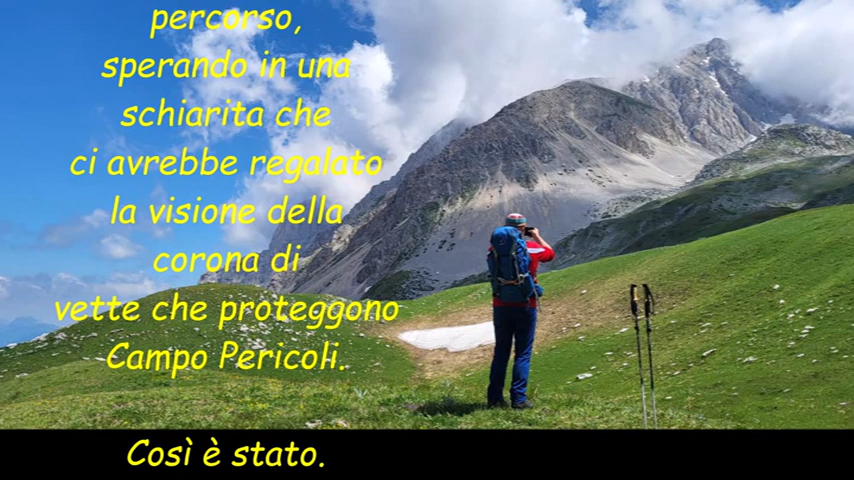 percorso,
sperando in una
schiarita che
ci avrebbe regalato
la visione della
corona di
vette che proteggono
Campo Pericoli.
Così è stato.